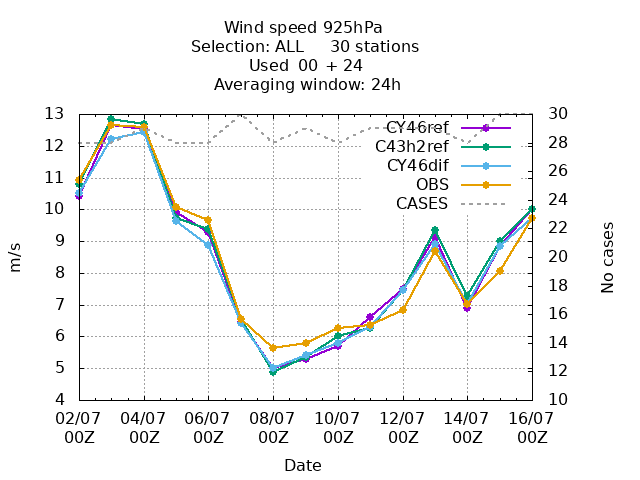 Wind speed 925hPa
Selection: ALL     30 stations
Used  00  + 24
Averaging window: 24h
13
12
11
10
9
8
7
6
5
4
m/s
30
28
26
24
22
20
18
16
14
12
10
No cases
CY46ref
C43h2ref
CY46dif
OBS
CASES
02/07 04/07 06/07 08/07 10/07 12/07 14/07 16/07
00Z 00Z 00Z 00Z 00Z 00Z 00Z 00Z
Date